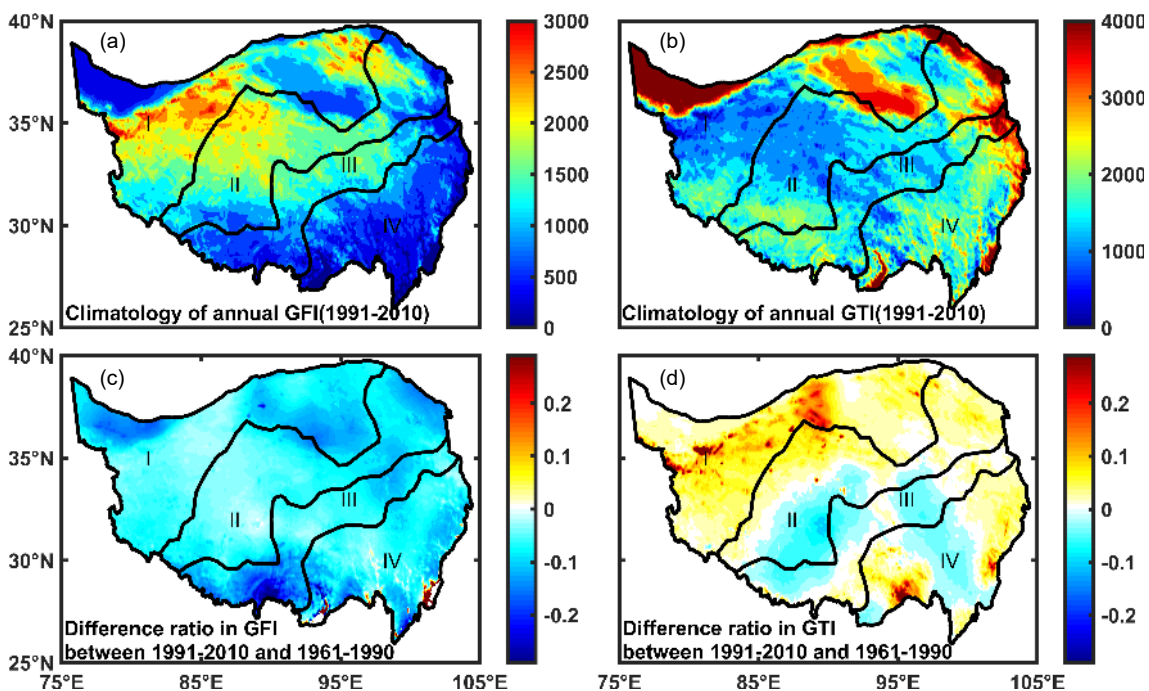 40°N
35°N
30°N
25°N
(a)
I
II
III
IV
Climatology of annual GFI(1991-2010)
3000
2500
2000
1500
1000
500
0
(b)
I
II
III
IV
Climatology of annual GTI(1991-2010)
4000
3000
2000
1000
0
40°N
35°N
30°N
25°N
(c)
I
II
III
IV
Difference ratio in GFI
between 1991-2010 and 1961-1990
75°E 85°E 95°E 105°E
0.2
0.1
0
-0.1
-0.2
(d)
I
II
III
IV
Difference ratio in GTI
between 1991-2010 and 1961-1990
75°E 85°E 95°E 105°E
0.2
0.1
0
-0.1
-0.2